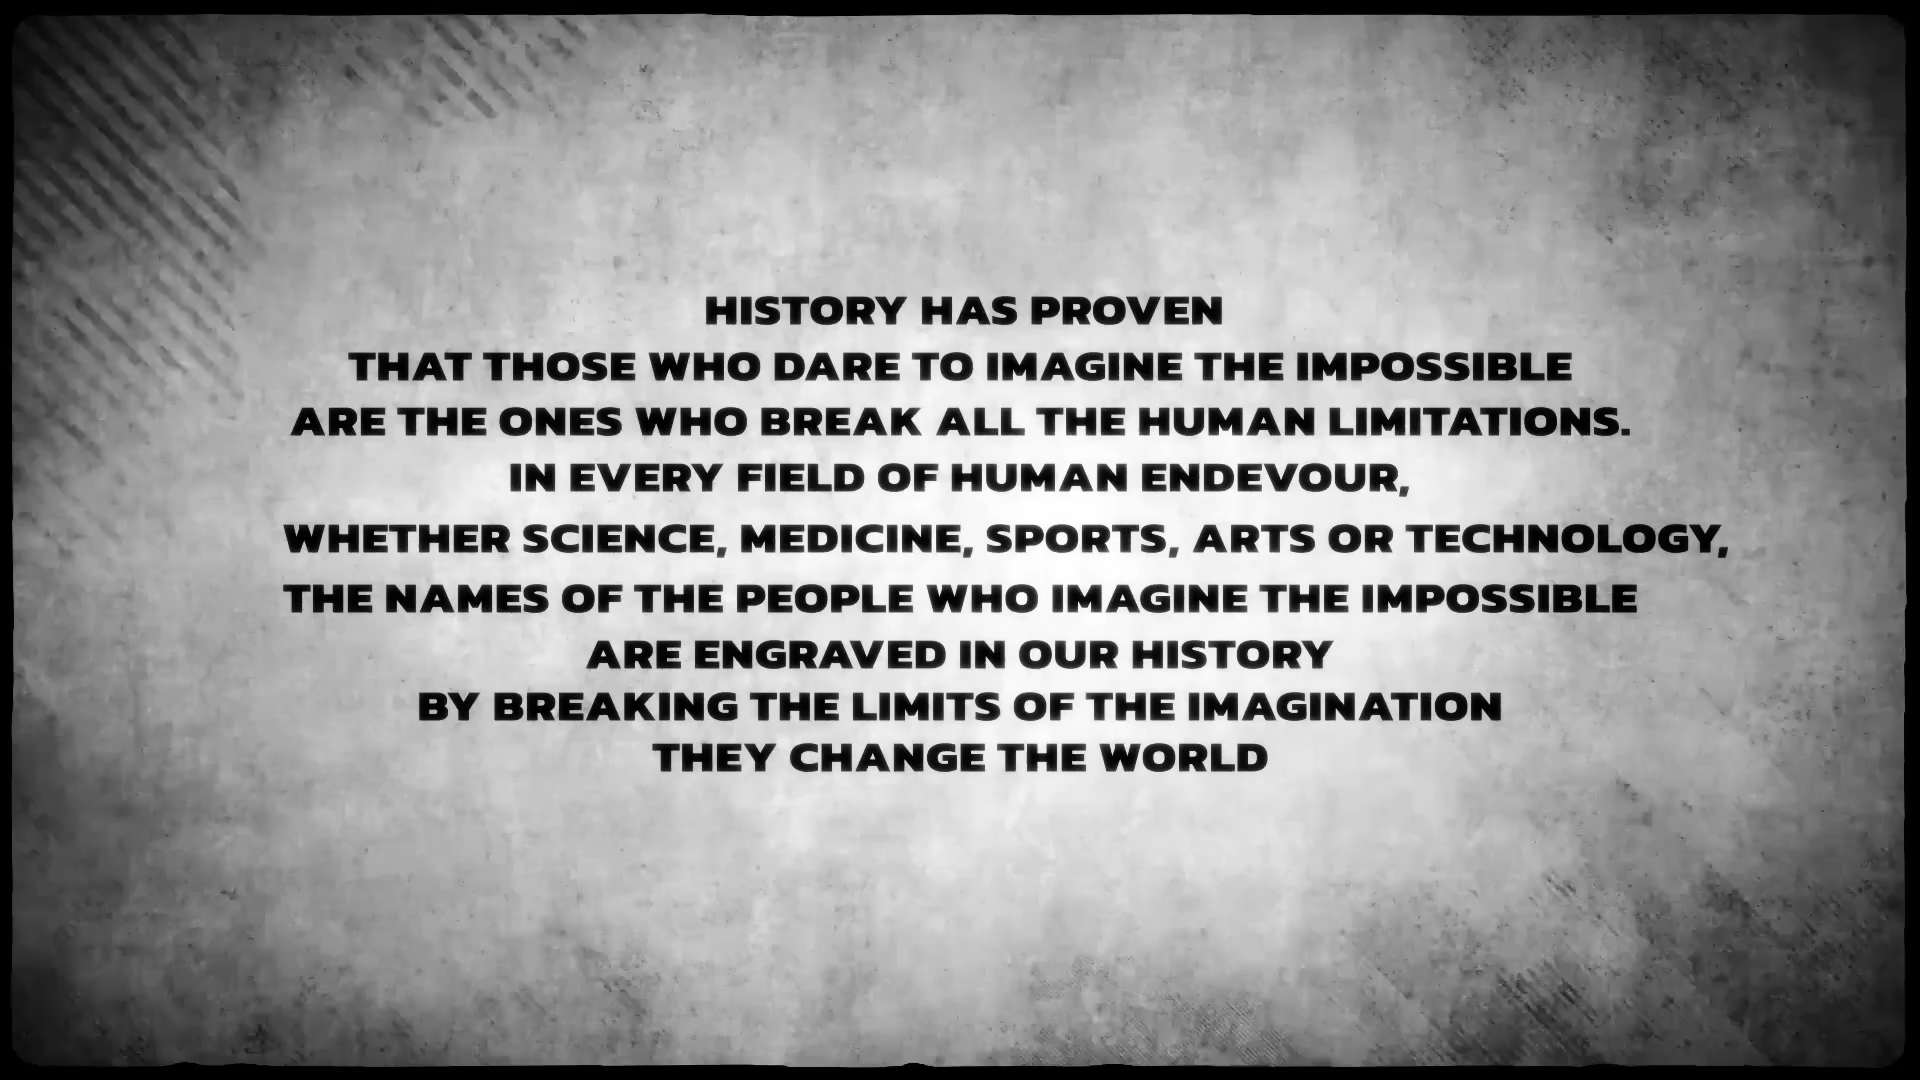 HISTORY HAS PROVEN
THAT THOSE WHO DARE TO IMAGINE THE IMPOSSIBLE
ARE THE ONES WHO BREAK ALL THE HUMAN LIMITATIONS.
IN EVERY FIELD OF HUMAN ENDEVOUR,
WHETHER SCIENCE, MEDICINE, SPORTS, ARTS OR TECHNOLOGY,
THE NAMES OF THE PEOPLE WHO IMAGINE THE IMPOSSIBLE
ARE ENGRAVED IN OUR HISTORY
BY BREAKING THE LIMITS OF THE IMAGINATION
THEY CHANGE THE WORLD